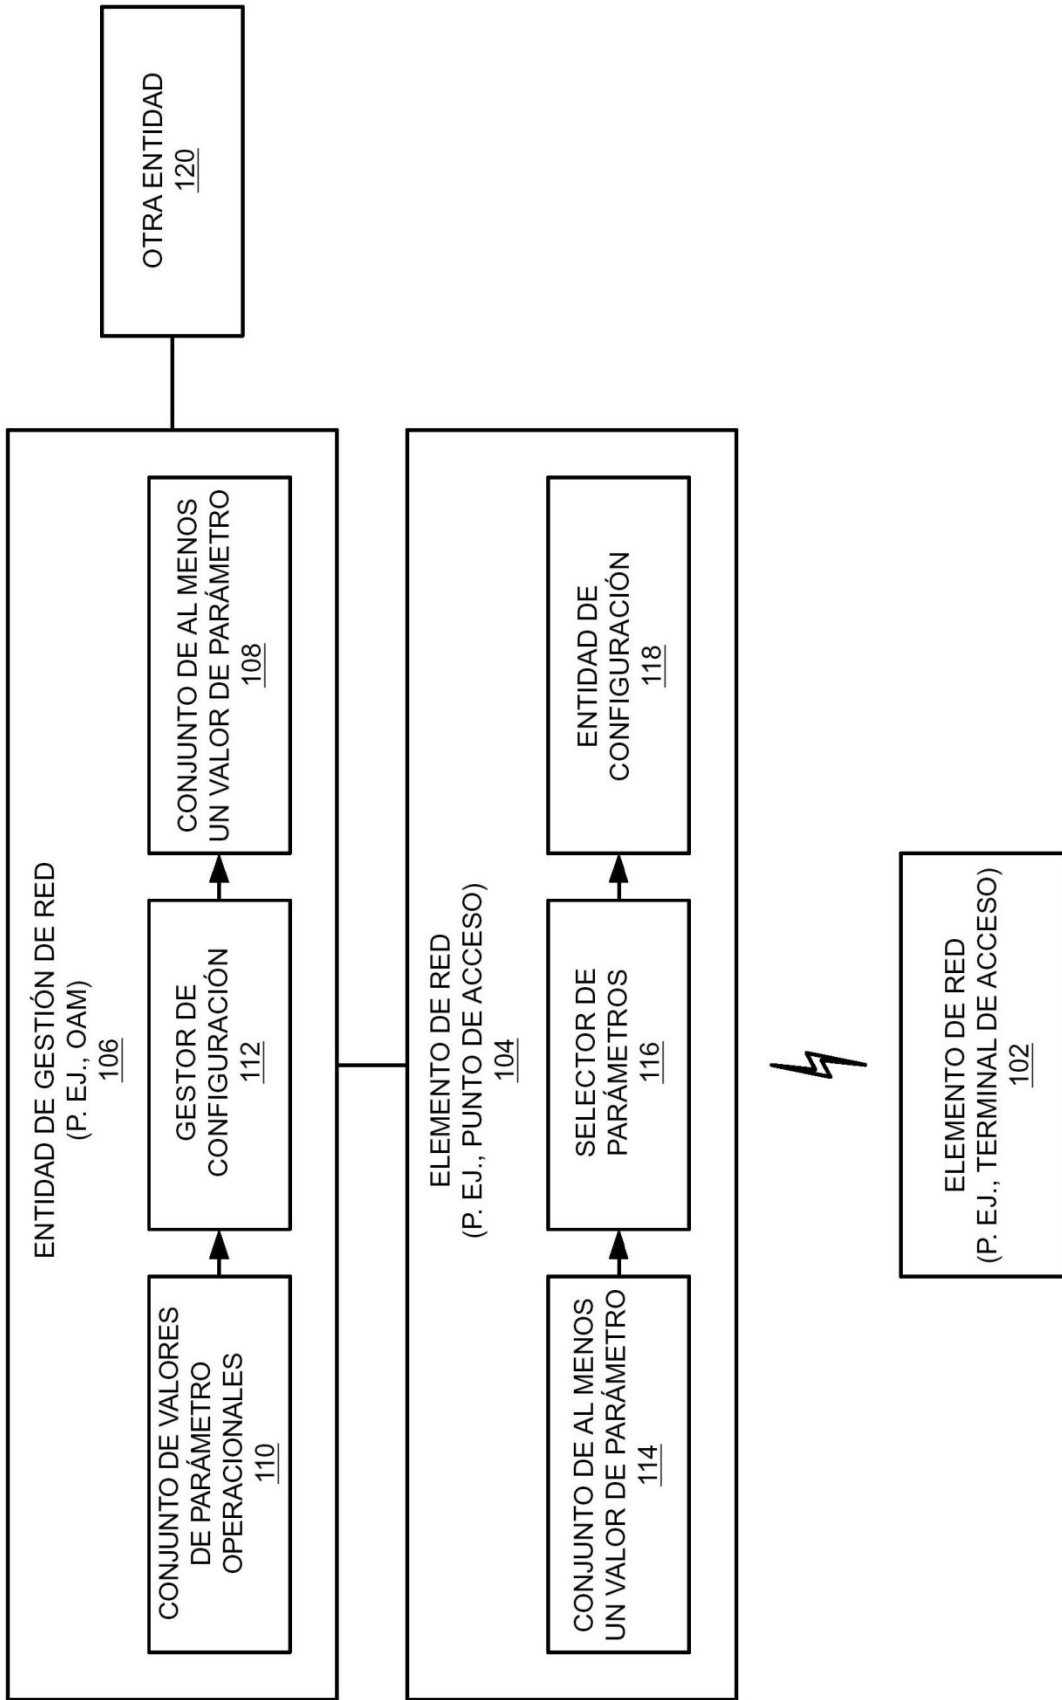 ENTIDAD DE GESTIÓN DE RED
(P. EJ., OAM)
106
CONJUNTO DE VALORES
DE PARÁMETRO
OPERACIONALES
110
GESTOR DE
CONFIGURACIÓN
112
CONJUNTO DE AL MENOS
UN VALOR DE PARÁMETRO
108
OTRA ENTIDAD
120
ELEMENTO DE RED
(P. EJ., PUNTO DE ACCESO)
104
CONJUNTO DE AL MENOS
UN VALOR DE PARÁMETRO
114
SELECTOR DE
PARÁMETROS
116
ENTIDAD DE
CONFIGURACIÓN
118
ELEMENTO DE RED
(P. EJ., TERMINAL DE ACCESO)
102